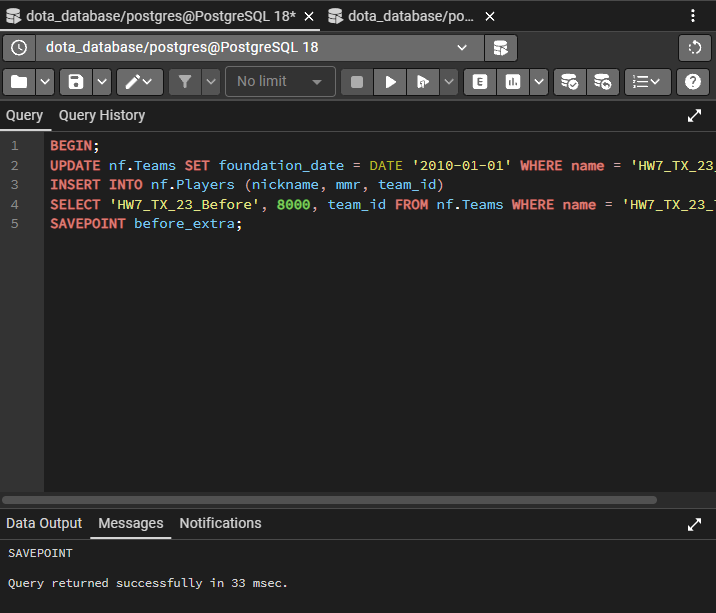 dota_database/postgres@PostgreSQL 18*
dota_database/po...
dota_database/postgres@PostgreSQL 18
No limit
E
Query Query History
1 BEGIN;
2 UPDATE nf.Teams SET foundation_date = DATE '2010-01-01' WHERE name = 'HW7_TX_23_
3 INSERT INTO nf.Players (nickname, mmr, team_id)
4 SELECT 'HW7_TX_23_Before', 8000, team_id FROM nf.Teams WHERE name = 'HW7_TX_23_T
5 SAVEPOINT before_extra;
Data Output Messages Notifications
SAVEPOINT
Query returned successfully in 33 msec.